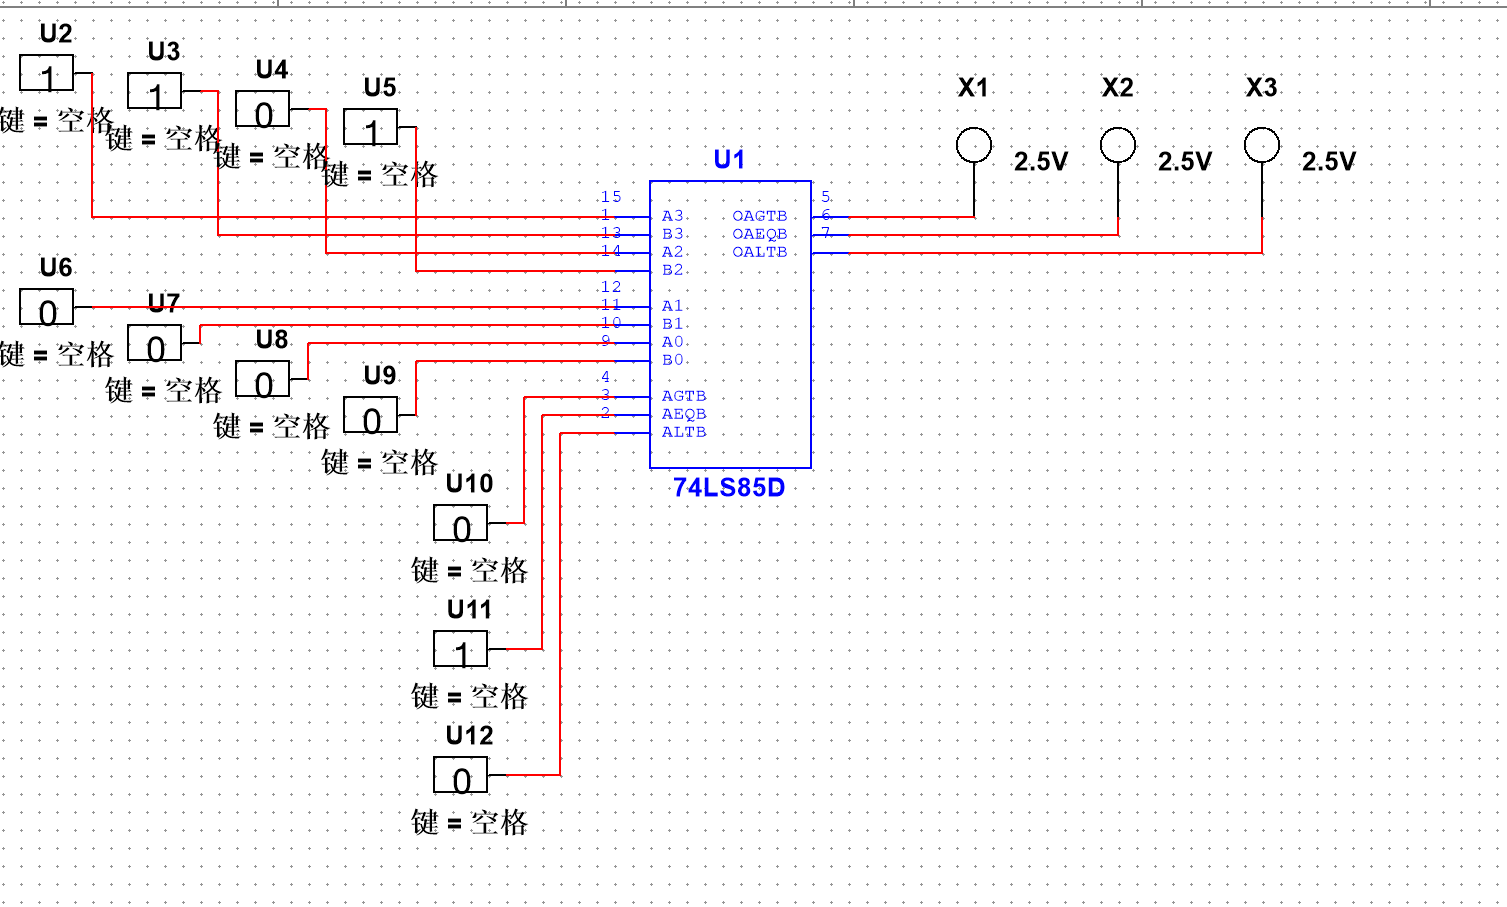 U2
1
键 = 空格
U3
1
键 = 空格
U4
0
键 = 空格
U5
1
键 = 空格
U6
0
键 = 空格
U7
0
键 = 空格
U8
0
键 = 空格
U9
0
键 = 空格
U10
0
键 = 空格
U11
1
键 = 空格
U12
0
键 = 空格
U1
15
1 A3
13 B3
14 A2
B2
12
11 A1
10 B1
9 A0
B0
4
3 AGTB
2 AEQB
ALTB
5
OAGTB 6
OAEQB 7
OALTB
74LS85D
X1
2.5V
X2
2.5V
X3
2.5V